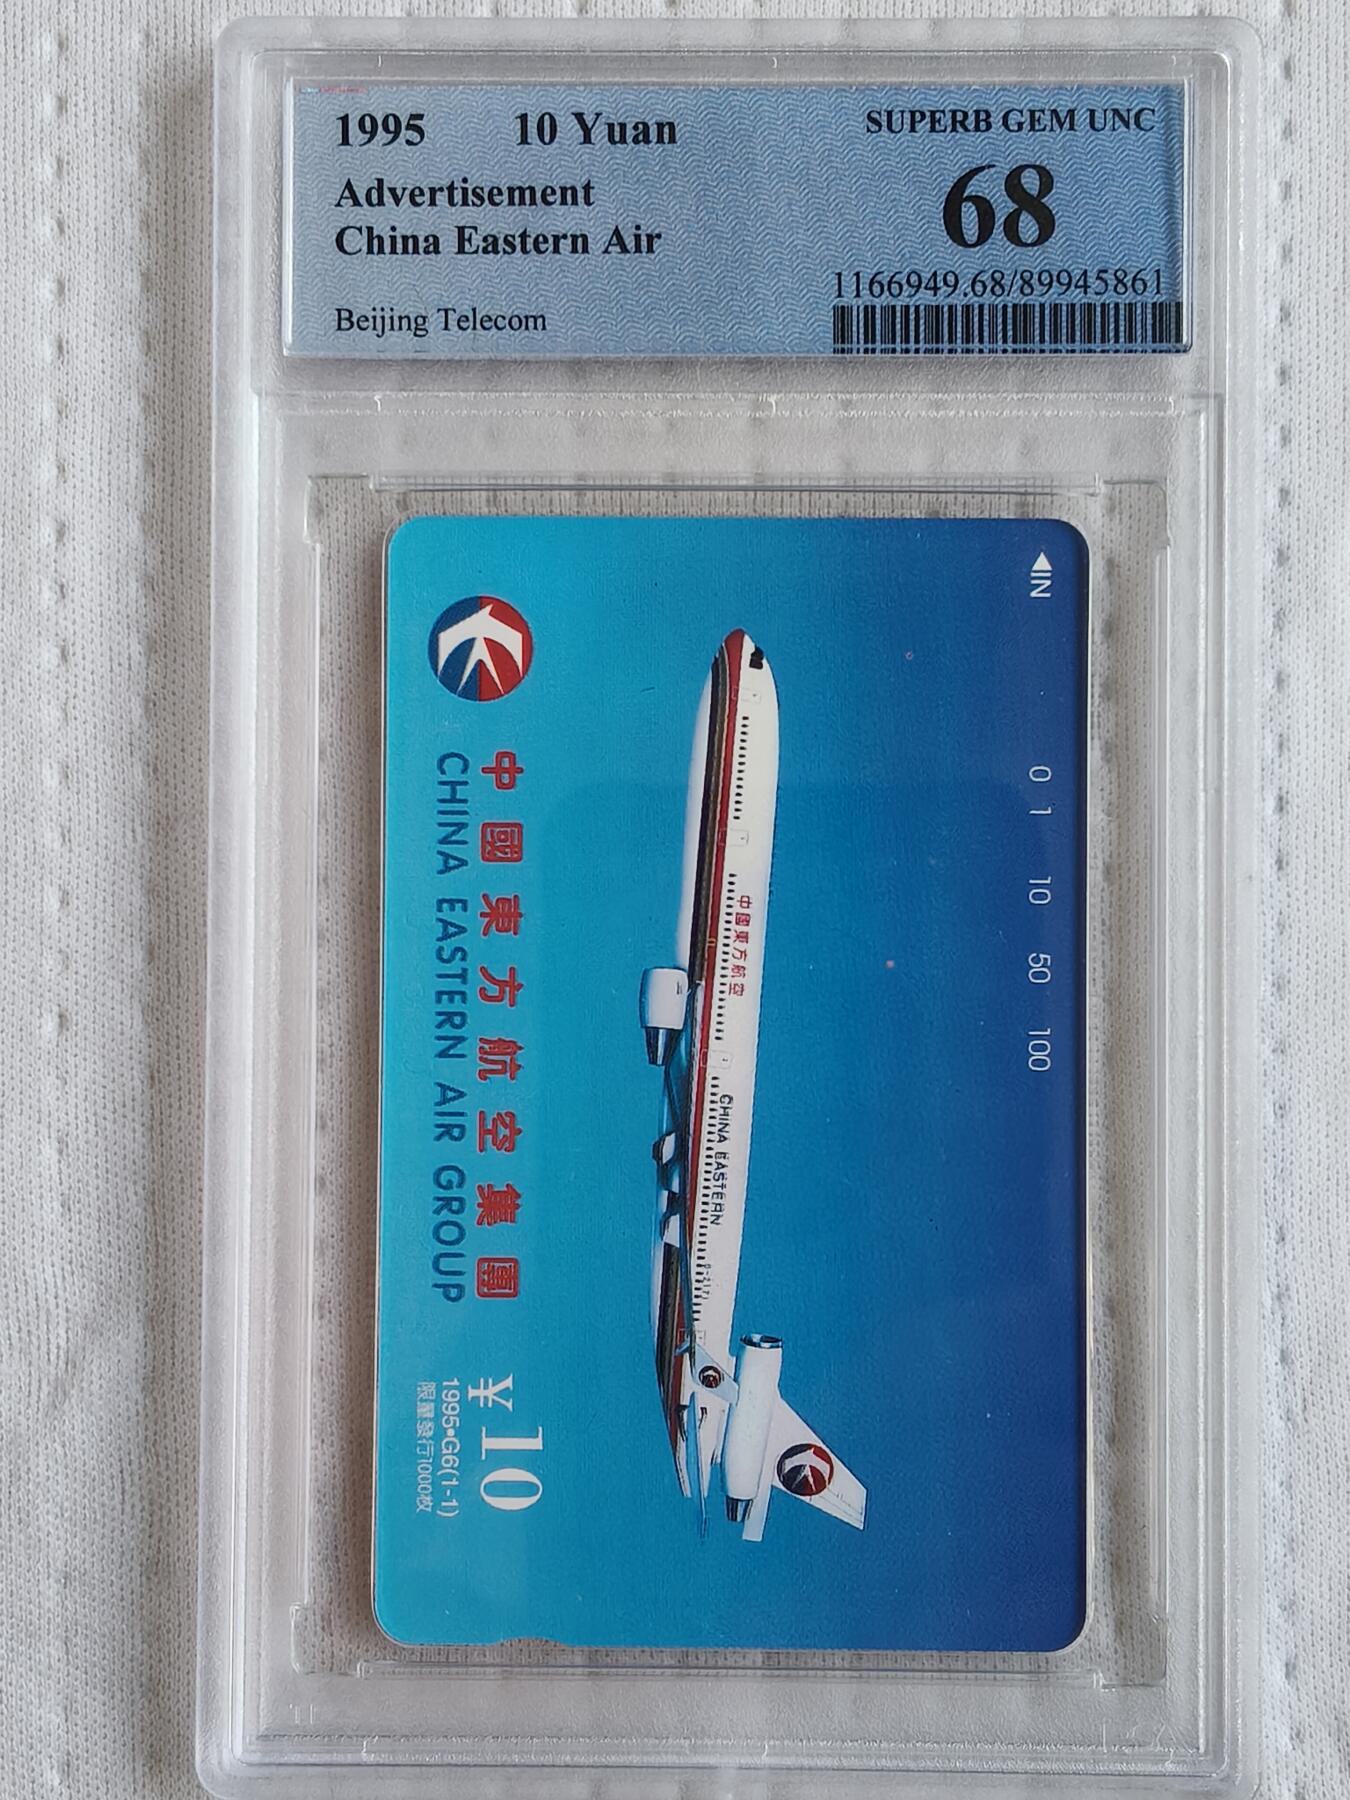 1995 10 Yuan
Advertisement
China Eastern Air
Beijing Telecom
SUPERB GEM UNC
68
1166949.68/89945861
◀IN
0 1 10 50 100
中國東方航空
CHINA EASTERN
B-2171
中國東方航空集團
CHINA EASTERN AIR GROUP
¥10
1995•G6(1-1)
限量發行1000枚